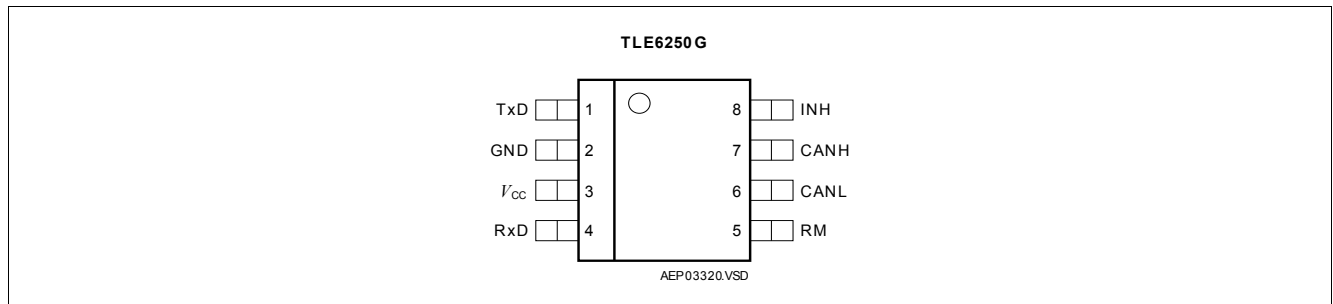 TLE6250G
TxD 1 8 INH
GND 2 7 CANH
VCC 3 6 CANL
RxD 4 5 RM
AEP03320.VSD